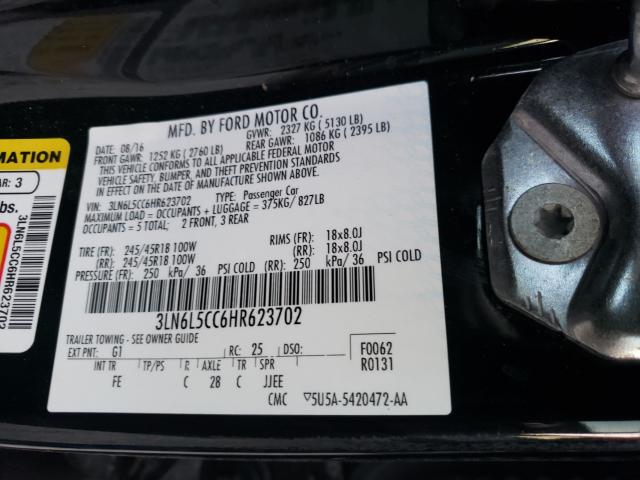 MFD. BY FORD MOTOR CO.
DATE: 08/16 GVWR: 2327 KG ( 5130 LB)
FRONT GAWR: 1252 KG ( 2760 LB) REAR GAWR: 1086 KG ( 2395 LB)
THIS VEHICLE CONFORMS TO ALL APPLICABLE FEDERAL MOTOR
VEHICLE SAFETY, BUMPER, AND THEFT PREVENTION STANDARDS
IN EFFECT ON THE DATE OF MANUFACTURE SHOWN ABOVE.
VIN: 3LN6L5CC6HR623702 TYPE: Passenger Car
MAXIMUM LOAD = OCCUPANTS + LUGGAGE = 375KG/ 827LB
OCCUPANTS = 5 TOTAL; 2 FRONT, 3 REAR
TIRE (FR): 245/45R18 100W RIMS (FR): 18x8.0J
(RR): 245/45R18 100W (RR): 18x8.0J
PRESSURE (FR): 250 kPa/ 36 PSI COLD (RR): 250 kPa/ 36 PSI COLD
3LN6L5CC6HR623702
TRAILER TOWING - SEE OWNER GUIDE
EXT PNT: G1 RC: 25 DSO: F0062
R0131
INT TR TP/PS R AXLE TR SPR
FE C 28 C JJEE
CMC 5U5A-5420472-AA
MATION
AR: 3
bs.
3LN6L5CC6HR623702